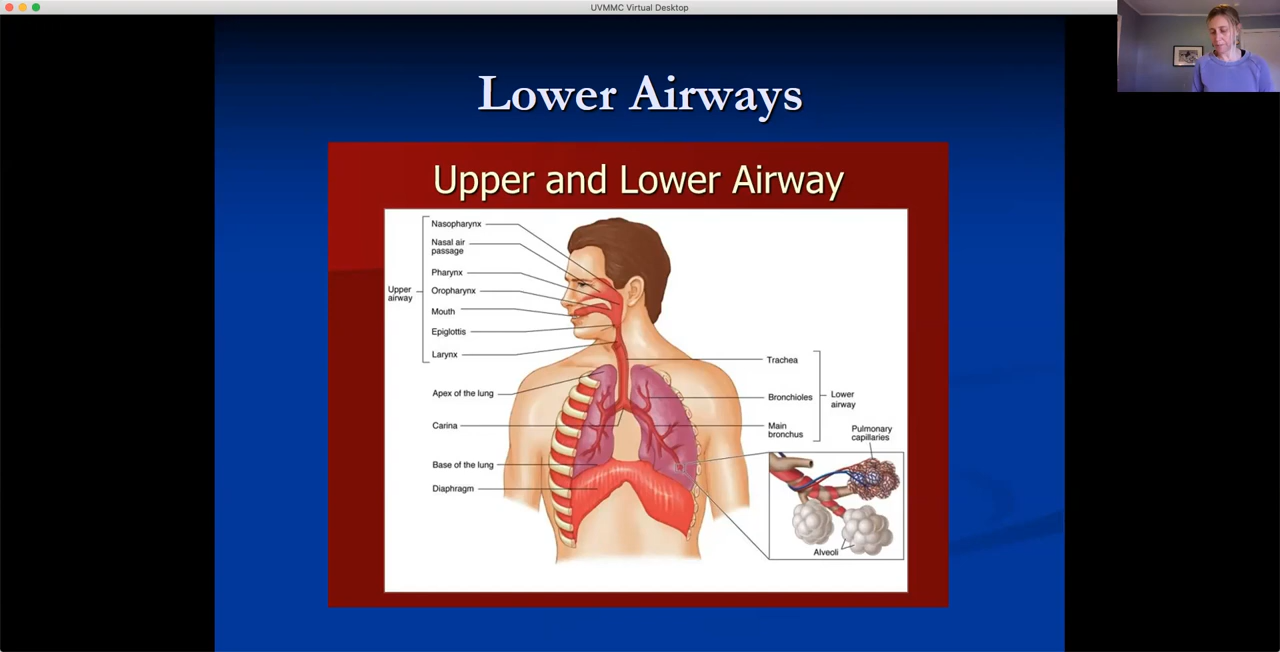 UVMMC Virtual Desktop
Lower Airways
Upper and Lower Airway
Nasopharynx
Nasal air
passage
Pharynx
Upper
airway
Oropharynx
Mouth
Epiglottis
Larynx
Trachea
Apex of the lung
Bronchioles
Lower
airway
Carina
Main
bronchus
Pulmonary
capillaries
Base of the lung
Diaphragm
Alveoli